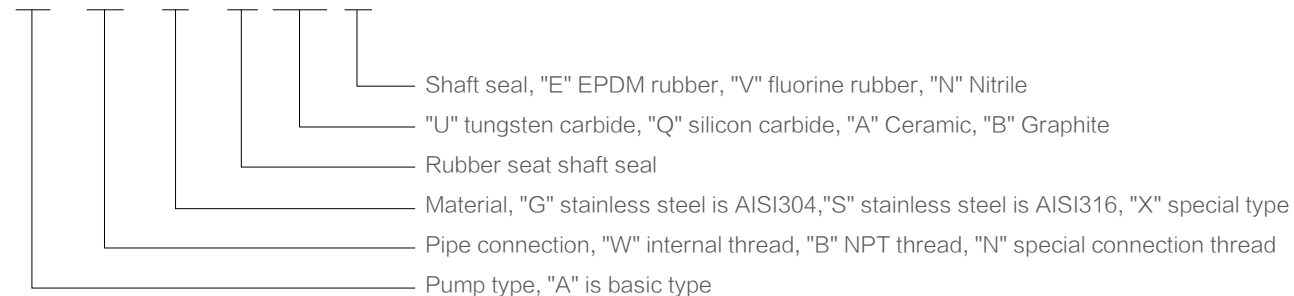 Shaft seal, "E" EPDM rubber, "V" fluorine rubber, "N" Nitrile
"U" tungsten carbide, "Q" silicon carbide, "A" Ceramic, "B" Graphite
Rubber seat shaft seal
Material, "G" stainless steel is AISI304,"S" stainless steel is AISI316, "X" special type
Pipe connection, "W" internal thread, "B" NPT thread, "N" special connection thread
Pump type, "A" is basic type